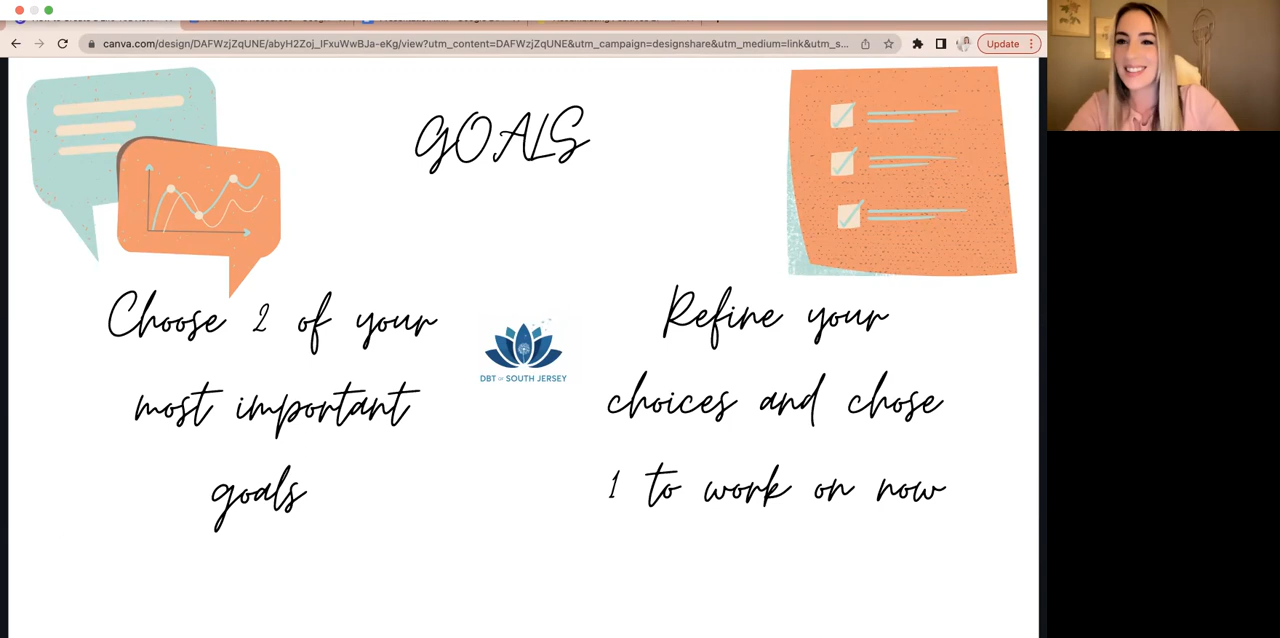 canva.com/design/DAFWzjZqUNE/abyH2Zoj_IFxuWwBJa-eKg/view?utm_content=DAFWzjZqUNE&utm_campaign=designshare&utm_medium=link&utm_s...
Update
GOALS
Choose 2 of your
most important
goals
DBT OF SOUTH JERSEY
Refine your
choices and chose
1 to work on now